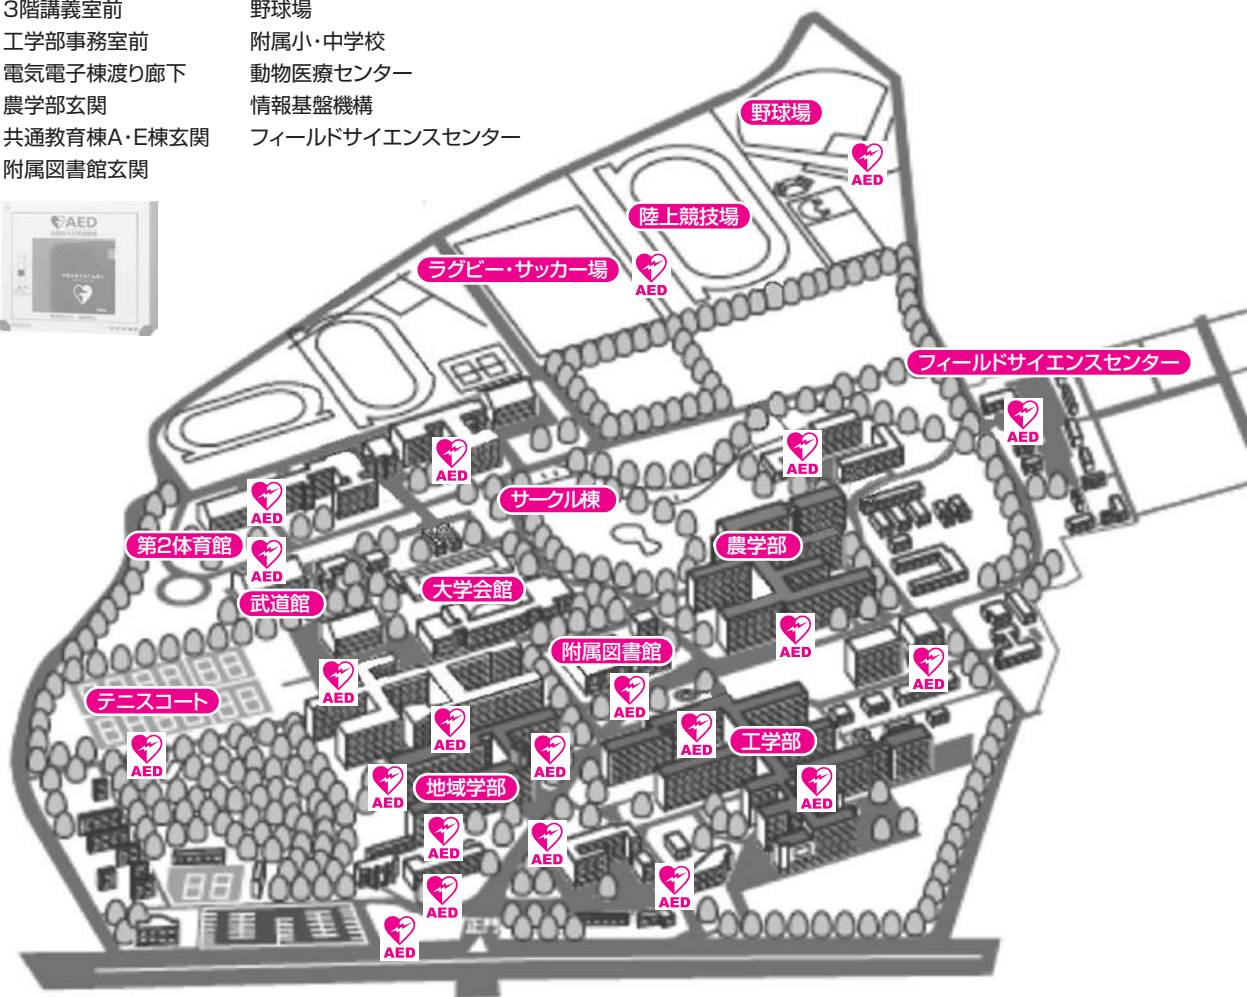 3階講義室前
工学部事務室前
電気電子棟渡り廊下
農学部玄関
共通教育棟A・E棟玄関
附属図書館玄関
野球場
附属小・中学校
動物医療センター
情報基盤機構
フィールドサイエンスセンター
AED
野球場
AED
陸上競技場
ラグビー・サッカー場
AED
フィールドサイエンスセンター
AED
AED
AED
サークル棟
AED
第2体育館
農学部
AED
大学会館
武道館
AED
附属図書館
AED
AED
AED
テニスコート
AED
工学部
AED
AED
AED
AED
地域学部
AED
AED
AED
AED
AED
AED
正門
AED